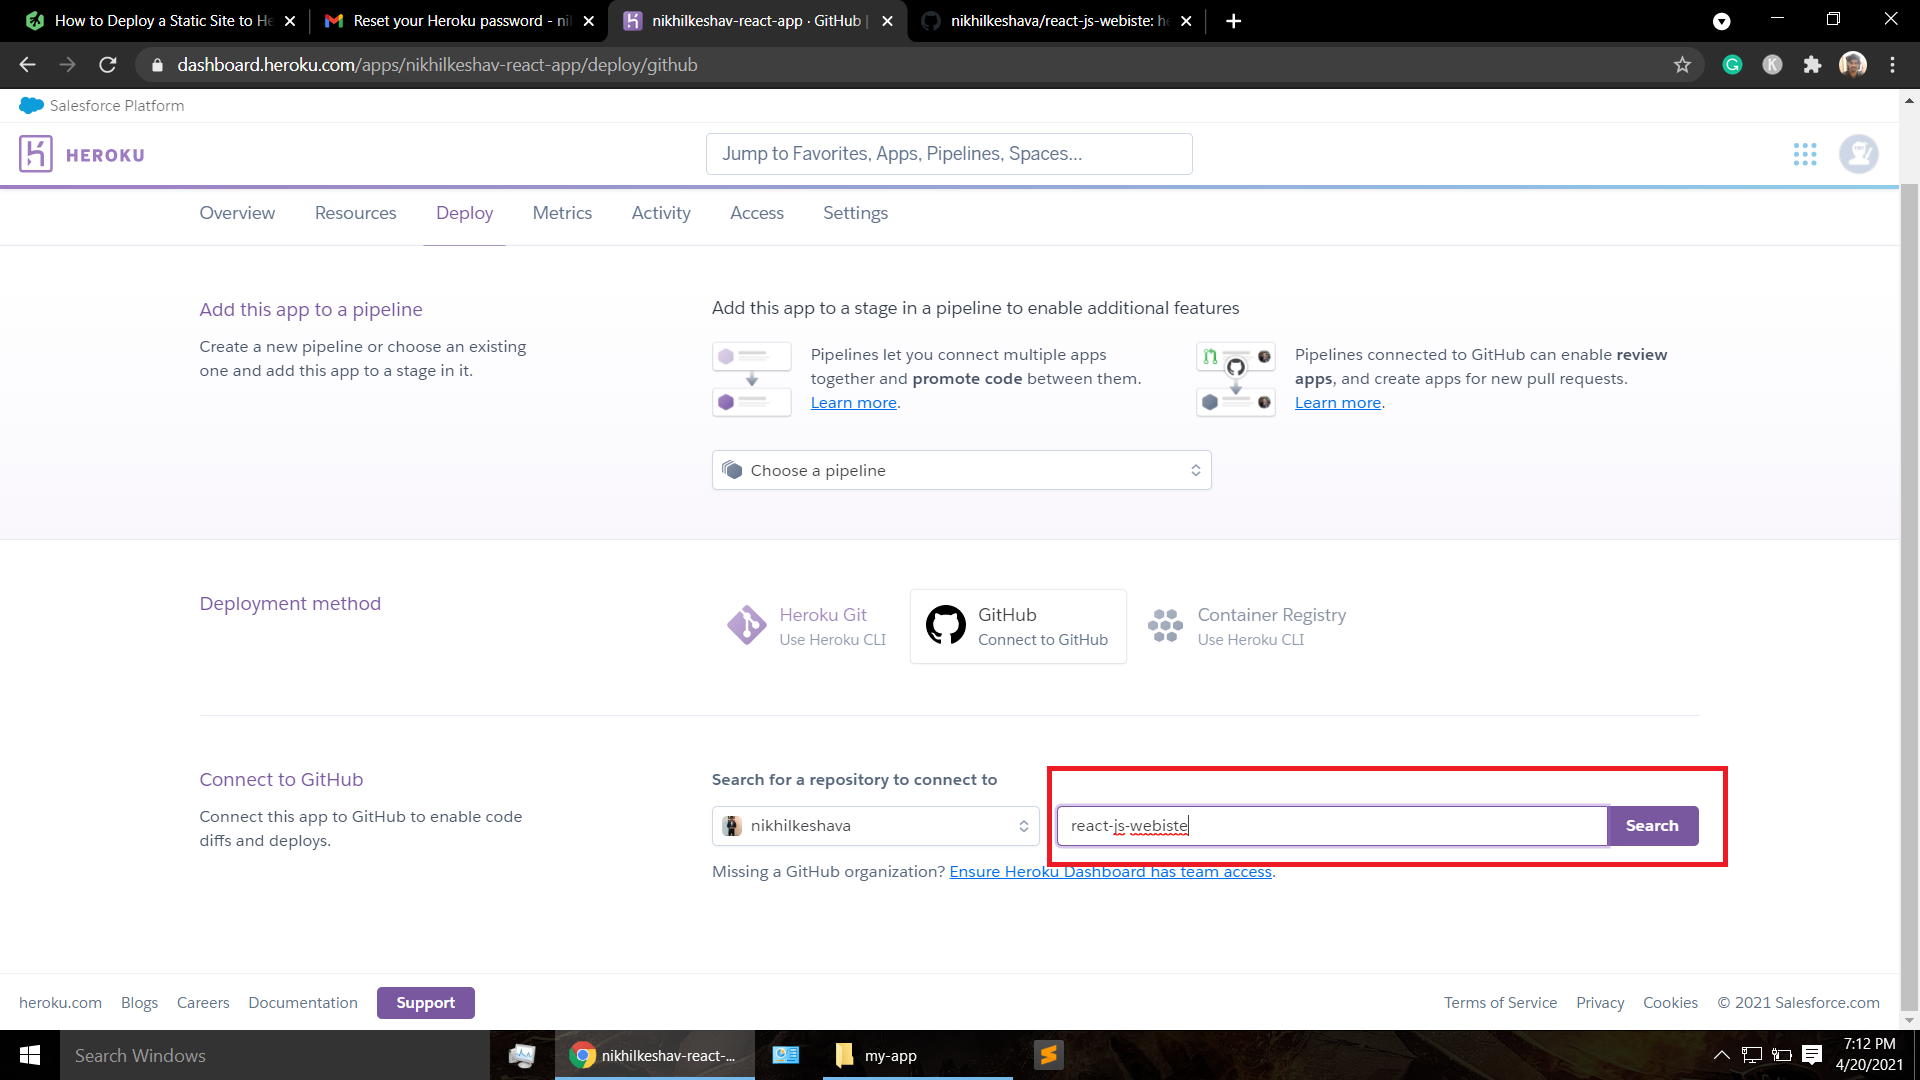 How to Deploy a Static Site to He
Reset your Heroku password - ni
nikhilkeshav-react-app · GitHub |
nikhilkeshava/react-js-webiste: he
dashboard.heroku.com/apps/nikhilkeshav-react-app/deploy/github
Salesforce Platform
HEROKU
Jump to Favorites, Apps, Pipelines, Spaces...
Overview
Resources
Deploy
Metrics
Activity
Access
Settings
Add this app to a pipeline
Create a new pipeline or choose an existing
one and add this app to a stage in it.
Add this app to a stage in a pipeline to enable additional features
Pipelines let you connect multiple apps
together and promote code between them.
Learn more.
Pipelines connected to GitHub can enable review
apps, and create apps for new pull requests.
Learn more.
Choose a pipeline
Deployment method
Heroku Git
Use Heroku CLI
GitHub
Connect to GitHub
Container Registry
Use Heroku CLI
Connect to GitHub
Connect this app to GitHub to enable code
diffs and deploys.
Search for a repository to connect to
nikhilkeshava
react-js-webiste
Search
Missing a GitHub organization? Ensure Heroku Dashboard has team access.
heroku.com
Blogs
Careers
Documentation
Support
Terms of Service
Privacy
Cookies
© 2021 Salesforce.com
Search Windows
nikhilkeshav-react-...
my-app
7:12 PM
4/20/2021